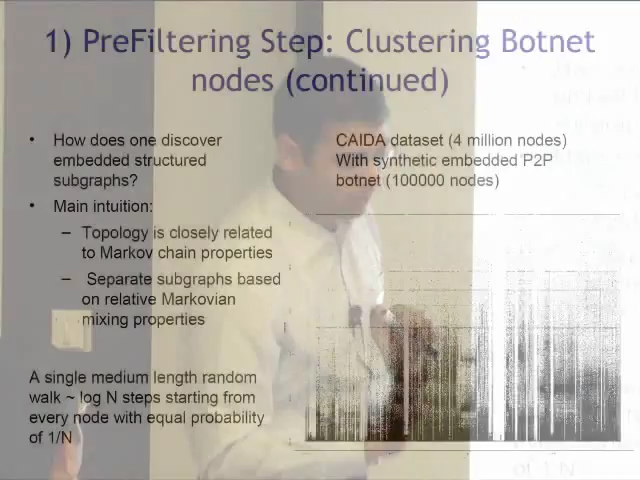 1) PreFiltering Step: Clustering Botnet
nodes (continued)
• How does one discover
embedded structured
subgraphs?
• Main intuition:
– Topology is closely related
to Markov chain properties
– Separate subgraphs based
on relative Markovian
mixing properties
A single medium length random
walk ~ log N steps starting from
every node with equal probability
of 1/N
CAIDA dataset (4 million nodes)
With synthetic embedded P2P
botnet (100000 nodes)